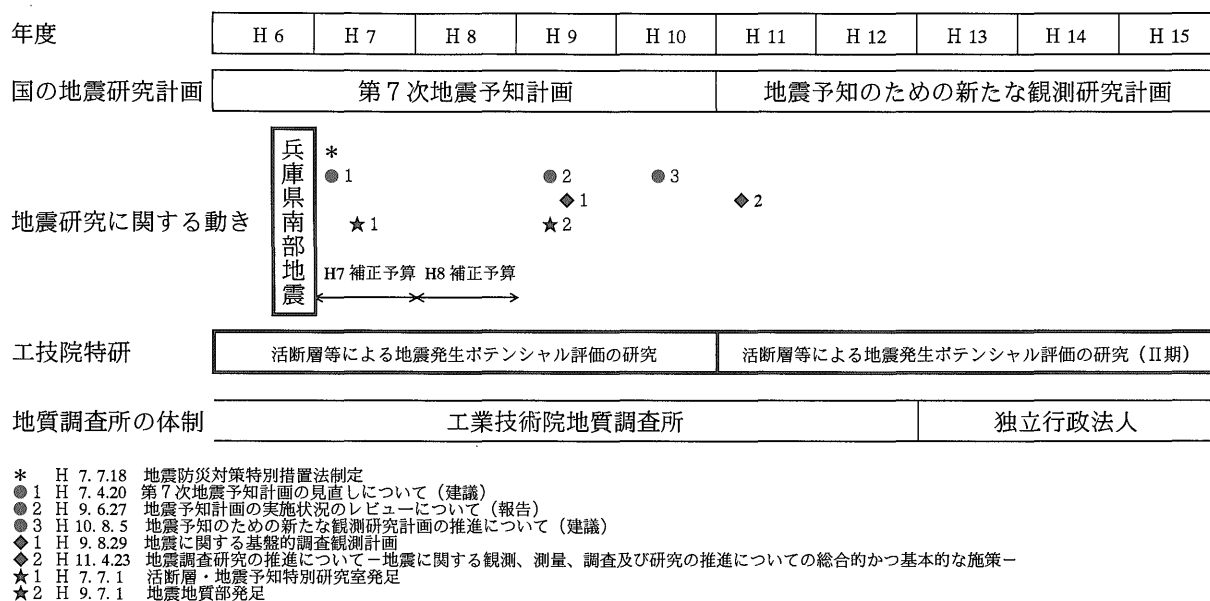 年度 H 6 H 7 H 8 H 9 H 10 H 11 H 12 H 13 H 14 H 15
国の地震研究計画 第7次地震予知計画 地震予知のための新たな観測研究計画
兵庫県南部地震
*
●1 ●2 ●3
◆1 ◆2
地震研究に関する動き ★1 ★2
H7 補正予算 H8 補正予算
工技院特研 活断層等による地震発生ポテンシャル評価の研究 活断層等による地震発生ポテンシャル評価の研究（II期）
地質調査所の体制 工業技術院地質調査所 独立行政法人
* H 7. 7.18 地震防災対策特別措置法制定
●1 H 7. 4.20 第7次地震予知計画の見直しについて（建議）
●2 H 9. 6.27 地震予知計画の実施状況のレビューについて（報告）
●3 H 10. 8. 5 地震予知のための新たな観測研究計画の推進について（建議）
◆1 H 9. 8.29 地震に関する基盤的調査観測計画
◆2 H 11. 4.23 地震調査研究の推進について－地震に関する観測、測量、調査及び研究の推進についての総合的かつ基本的な施策－
★1 H 7. 7. 1 活断層・地震予知特別研究室発足
★2 H 9. 7. 1 地震地質部発足